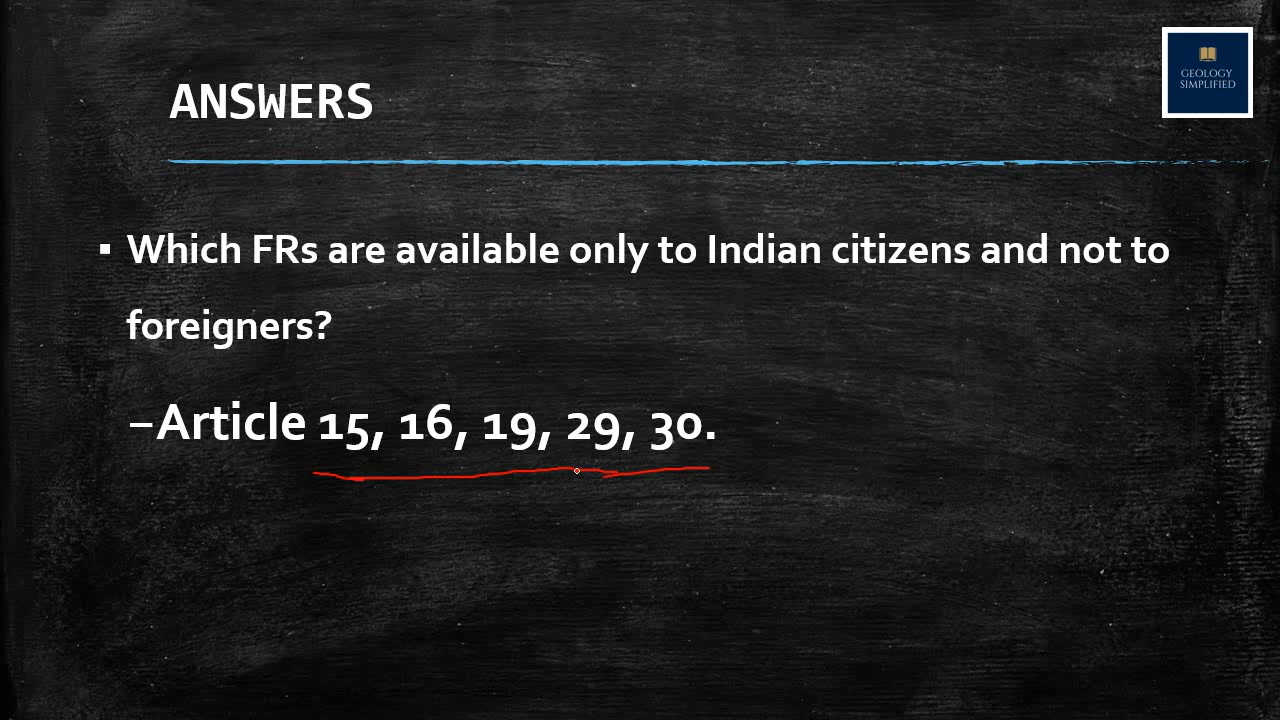 GEOLOGY
SIMPLIFIED
ANSWERS
▪ Which FRs are available only to Indian citizens and not to
foreigners?
–Article 15, 16, 19, 29, 30.